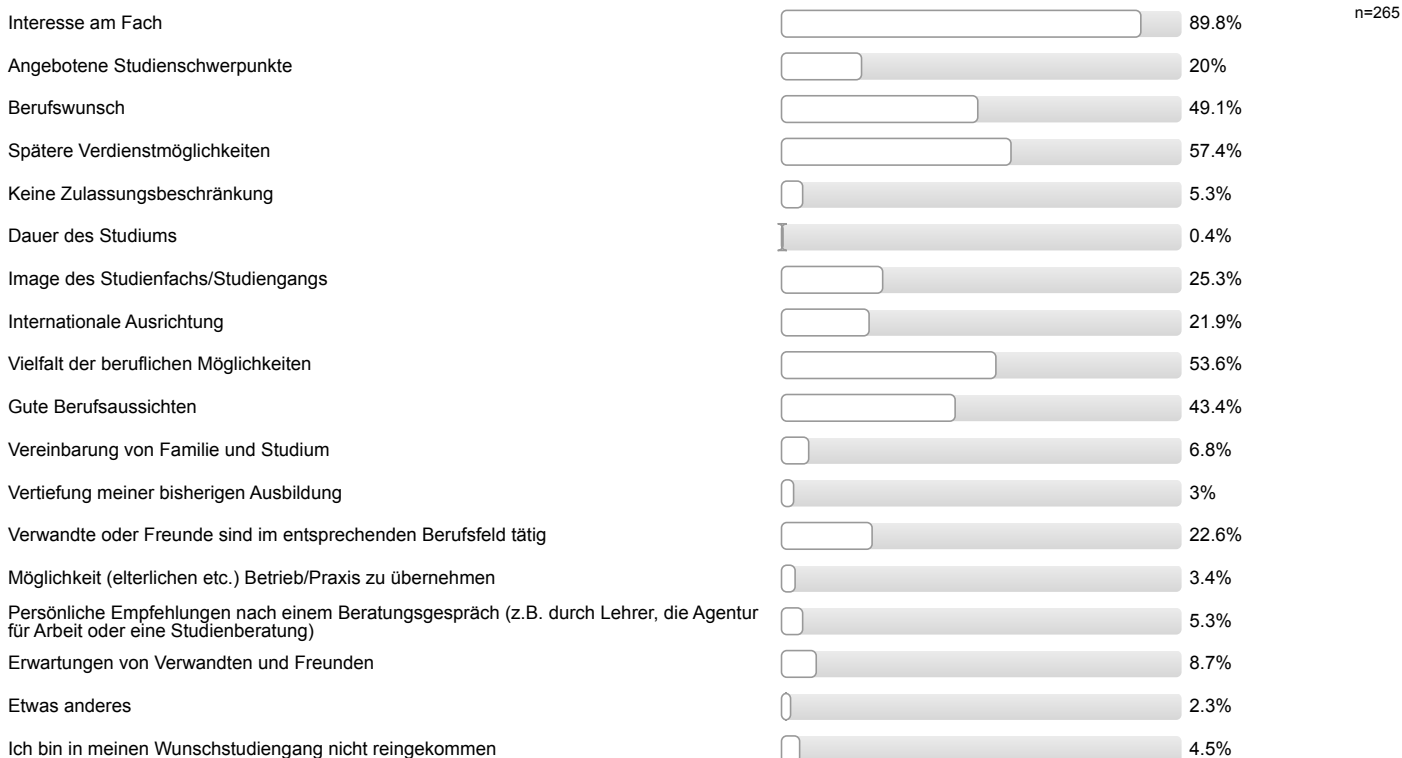 Interesse am Fach 89.8% n=265
Angebotene Studienschwerpunkte 20%
Berufswunsch 49.1%
Spätere Verdienstmöglichkeiten 57.4%
Keine Zulassungsbeschränkung 5.3%
Dauer des Studiums 0.4%
Image des Studienfachs/Studiengangs 25.3%
Internationale Ausrichtung 21.9%
Vielfalt der beruflichen Möglichkeiten 53.6%
Gute Berufsaussichten 43.4%
Vereinbarung von Familie und Studium 6.8%
Vertiefung meiner bisherigen Ausbildung 3%
Verwandte oder Freunde sind im entsprechenden Berufsfeld tätig 22.6%
Möglichkeit (elterlichen etc.) Betrieb/Praxis zu übernehmen 3.4%
Persönliche Empfehlungen nach einem Beratungsgespräch (z.B. durch Lehrer, die Agentur
für Arbeit oder eine Studienberatung) 5.3%
Erwartungen von Verwandten und Freunden 8.7%
Etwas anderes 2.3%
Ich bin in meinen Wunschstudiengang nicht reingekommen 4.5%